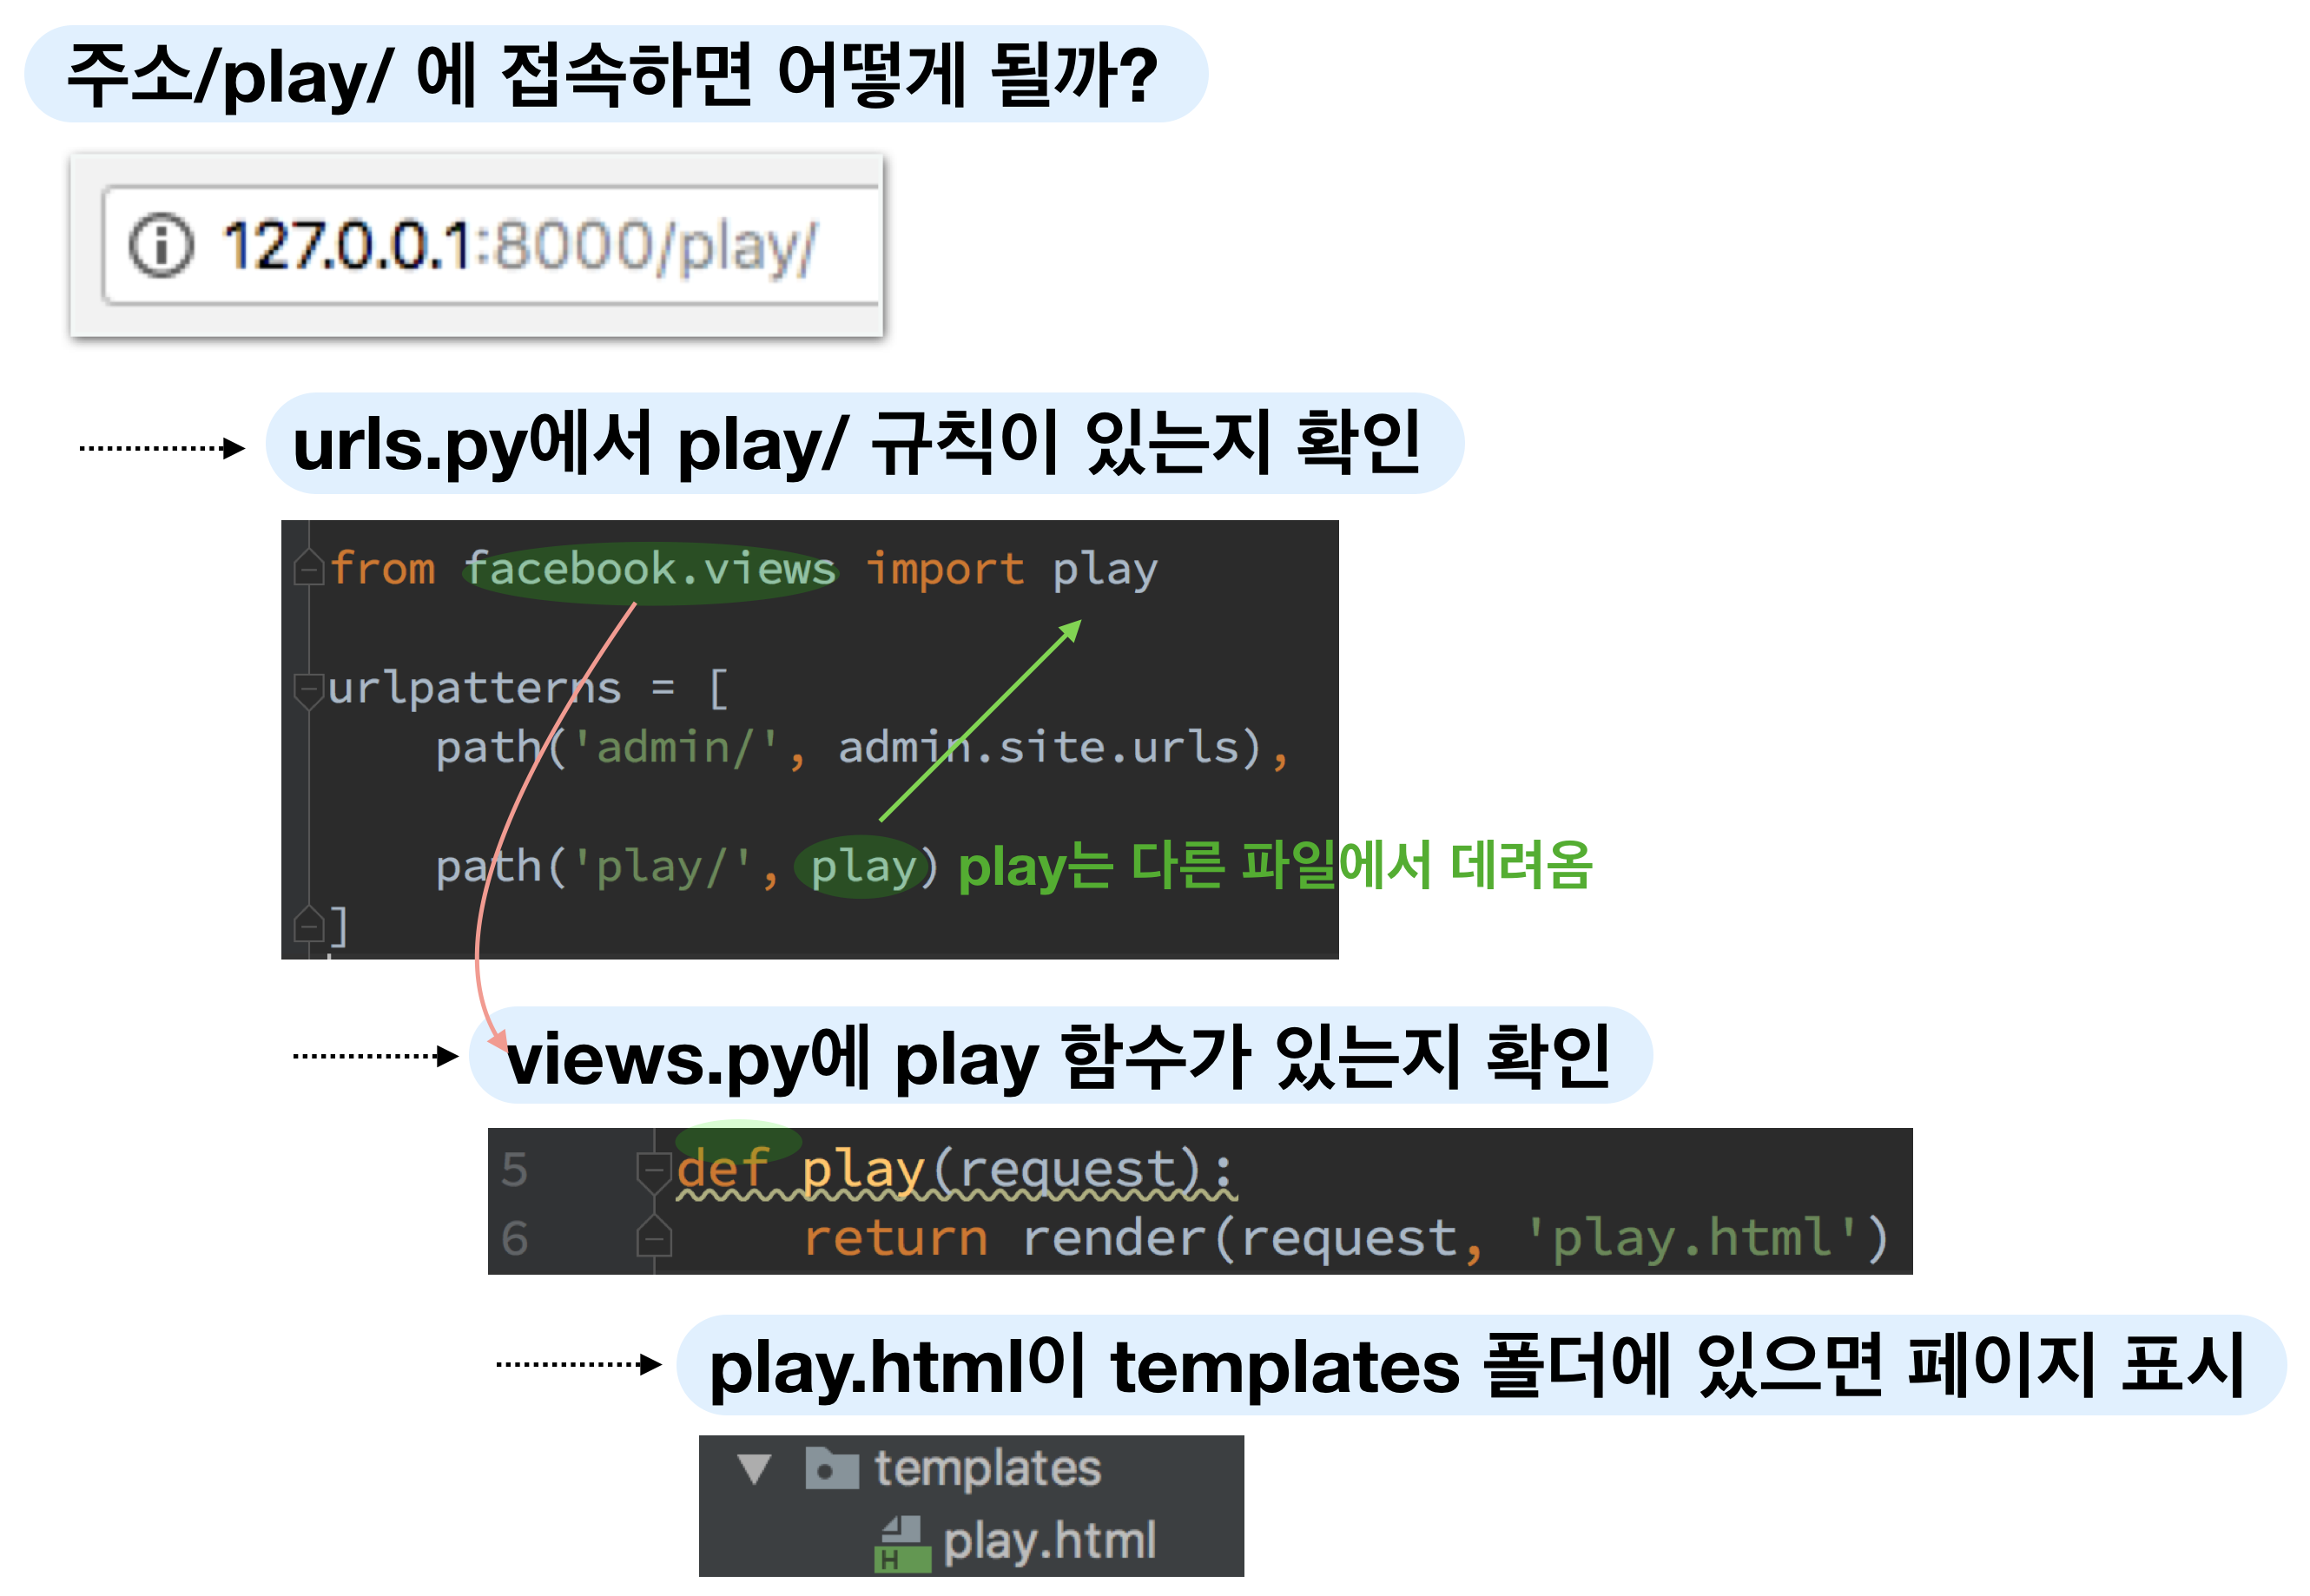 주소/play/ 에 접속하면 어떻게 될까?
127.0.0.1:8000/play/
urls.py에서 play/ 규칙이 있는지 확인
from facebook.views import play
urlpatterns = [
path('admin/', admin.site.urls),
path('play/', play) play는 다른 파일에서 데려옴
]
views.py에 play 함수가 있는지 확인
5 def play(request):
6 return render(request, 'play.html')
play.html이 templates 폴더에 있으면 페이지 표시
templates
H play.html